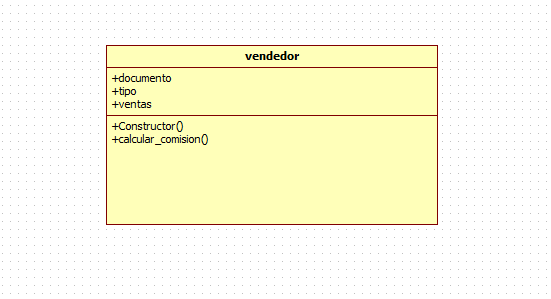 vendedor
+documento
+tipo
+ventas
+Constructor()
+calcular_comision()